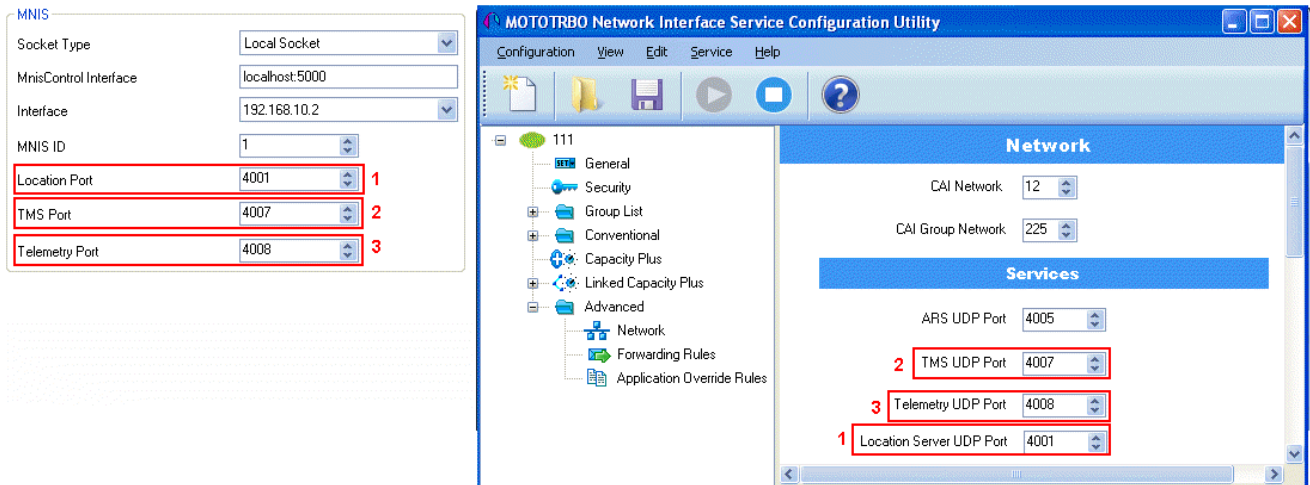 MNIS
Socket Type Local Socket
MnisControl Interface localhost:5000
Interface 192.168.10.2
MNIS ID 1
Location Port 4001 1
TMS Port 4007 2
Telemetry Port 4008 3
MOTOTRBO Network Interface Service Configuration Utility
Configuration View Edit Service Help
111
SET General
Security
Group List
Conventional
Capacity Plus
Linked Capacity Plus
Advanced
Network
Forwarding Rules
Application Override Rules
Network
CAI Network 12
CAI Group Network 225
Services
ARS UDP Port 4005
2 TMS UDP Port 4007
3 Telemetry UDP Port 4008
1 Location Server UDP Port 4001